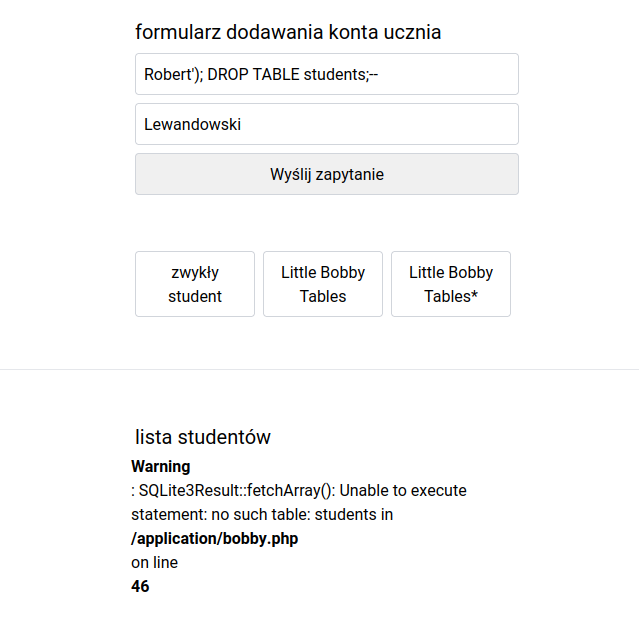 formularz dodawania konta ucznia
Robert'); DROP TABLE students;--
Lewandowski
Wyślij zapytanie
zwykły
student
Little Bobby
Tables
Little Bobby
Tables*
lista studentów
Warning
: SQLite3Result::fetchArray(): Unable to execute
statement: no such table: students in
/application/bobby.php
on line
46